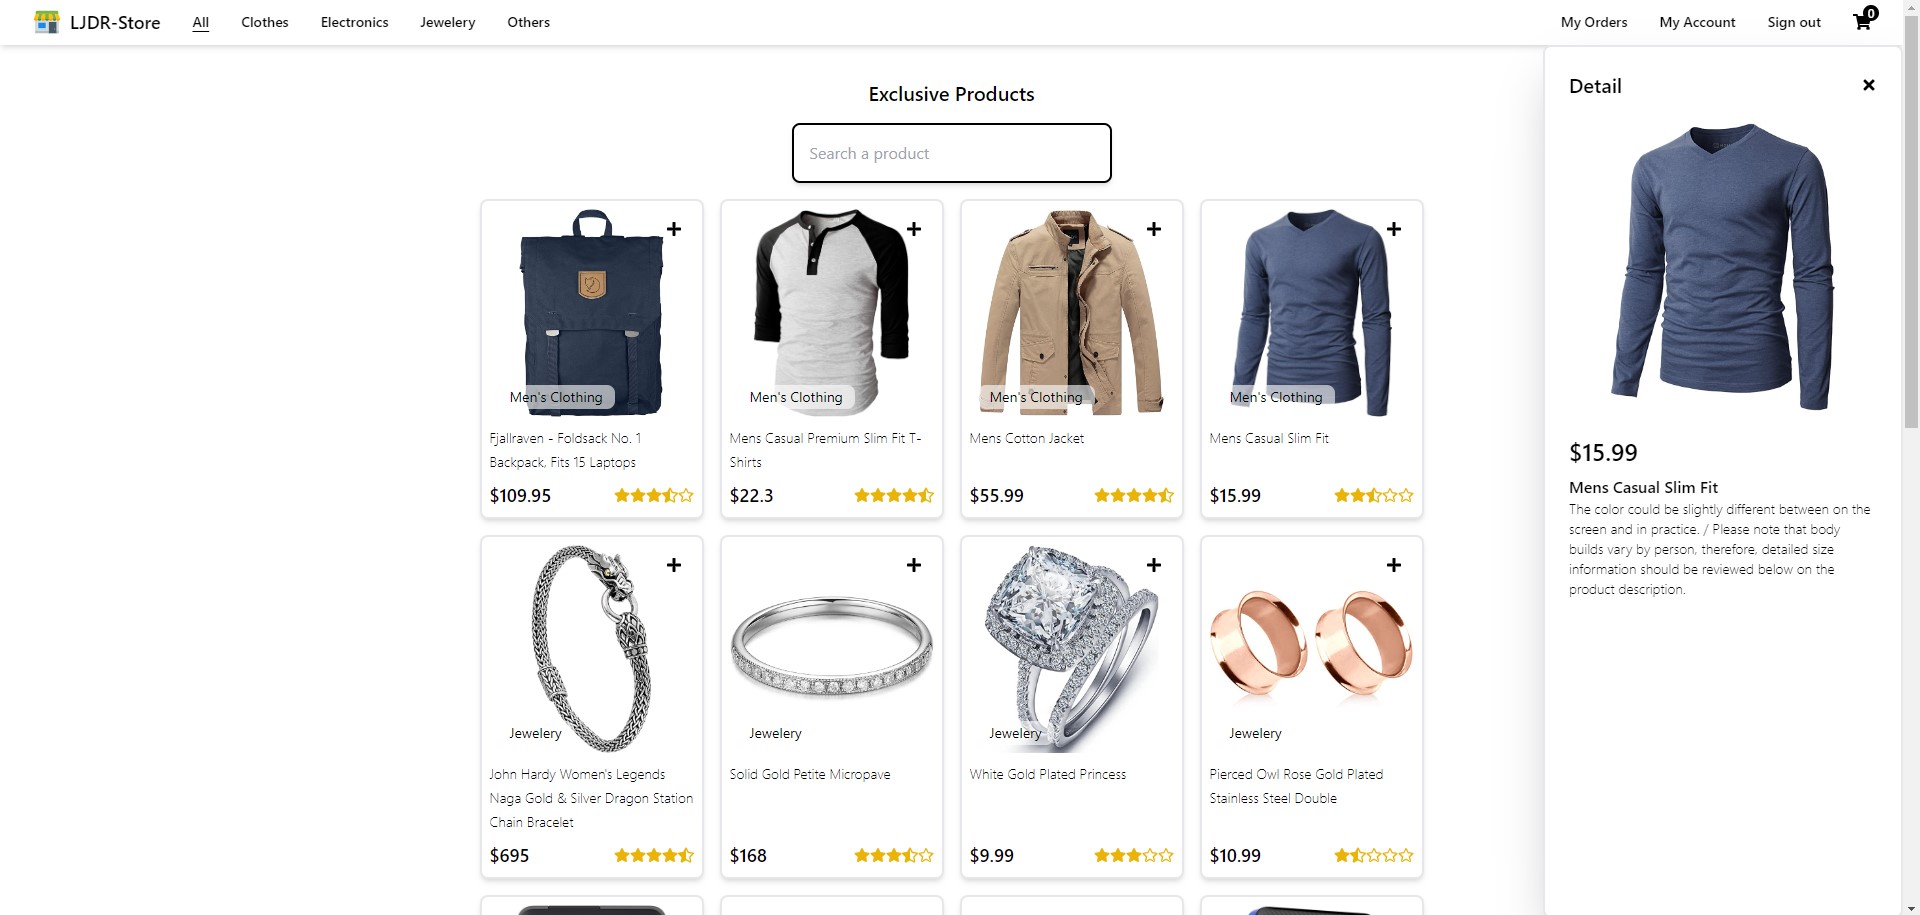 LJDR-Store
All
Clothes
Electronics
Jewelery
Others
My Orders
My Account
Sign out
0
Exclusive Products
Search a product
Men's Clothing
Fjallraven - Foldsack No. 1
Backpack, Fits 15 Laptops
$109.95
Men's Clothing
Mens Casual Premium Slim Fit T-
Shirts
$22.3
Men's Clothing
Mens Cotton Jacket
$55.99
Men's Clothing
Mens Casual Slim Fit
$15.99
Jewelery
John Hardy Women's Legends
Naga Gold & Silver Dragon Station
Chain Bracelet
$695
Jewelery
Solid Gold Petite Micropave
$168
Jewelery
White Gold Plated Princess
$9.99
Jewelery
Pierced Owl Rose Gold Plated
Stainless Steel Double
$10.99
Detail
$15.99
Mens Casual Slim Fit
The color could be slightly different between on the
screen and in practice. / Please note that body
builds vary by person, therefore, detailed size
information should be reviewed below on the
product description.